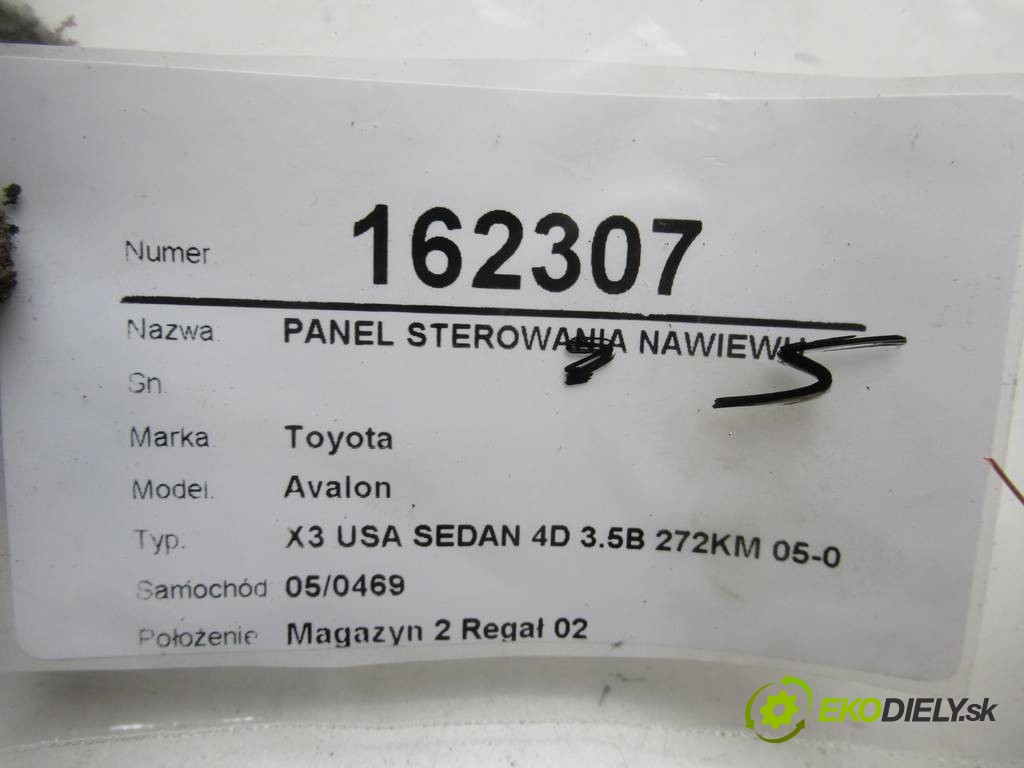 Numer 162307
Nazwa. PANEL STEROWANIA NAWIEWU
Sn.
Marka. Toyota
Model. Avalon
Typ. X3 USA SEDAN 4D 3.5B 272KM 05-0
Samochód 05/0469
Położenie Magazyn 2 Regał 02
EKODIELY.sk